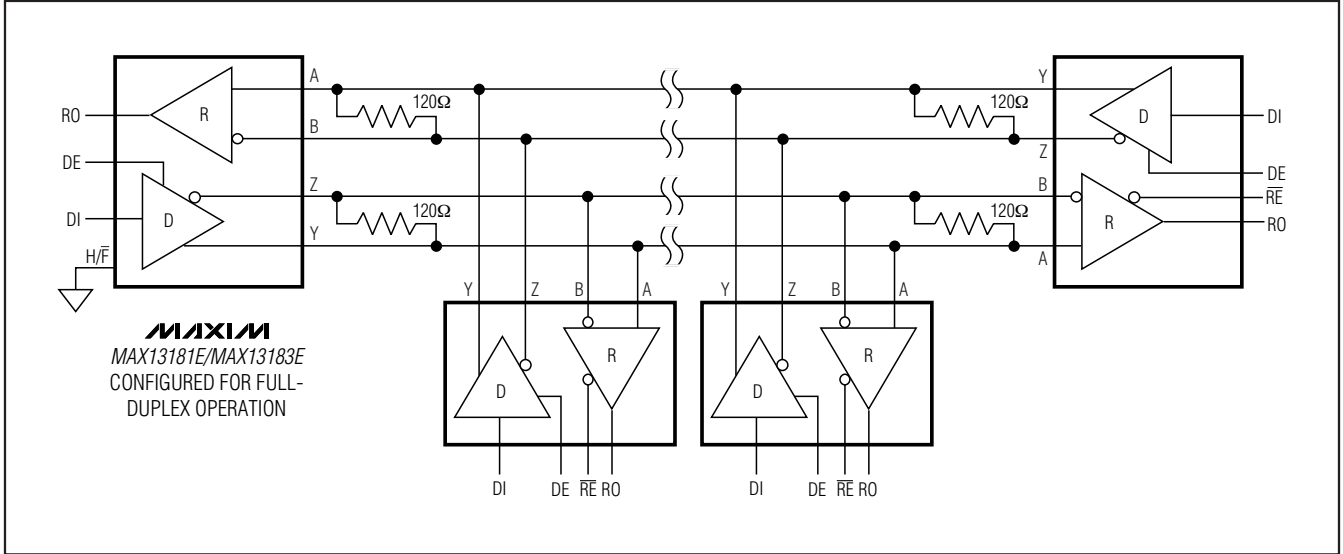 A
Y
R
120Ω
120Ω
D
RO
DI
B
Z
DE
DE
Z
B
RE
120Ω
120Ω
DI
D
R
RO
Y
A
H/F
Y
Z
B
A
Y
Z
B
A
MAXIM
MAX13181E/MAX13183E
CONFIGURED FOR FULL-
DUPLEX OPERATION
R
R
D
D
DI
DE
RE
RO
DI
DE
RE
RO